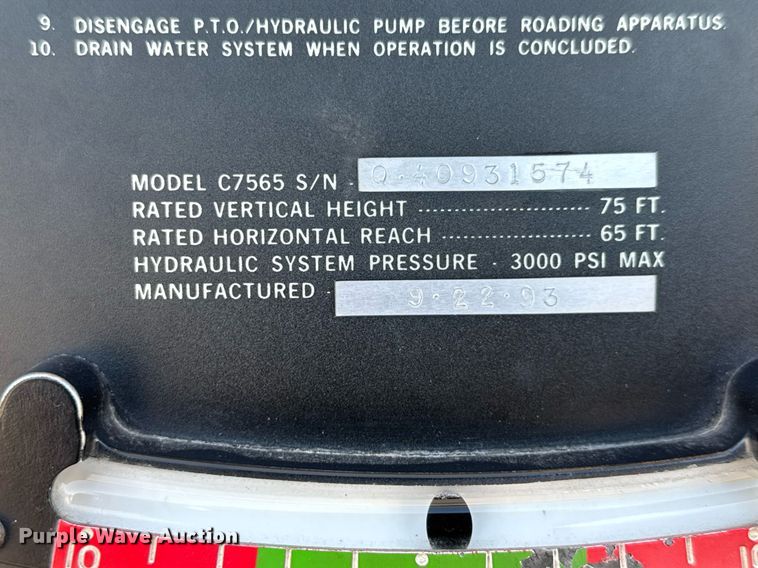 9. DISENGAGE P.T.O./HYDRAULIC PUMP BEFORE ROADING APPARATUS.
10. DRAIN WATER SYSTEM WHEN OPERATION IS CONCLUDED.
MODEL C7565 S/N - Q-40931574
RATED VERTICAL HEIGHT ------------------------ 75 FT.
RATED HORIZONTAL REACH --------------------- 65 FT.
HYDRAULIC SYSTEM PRESSURE - 3000 PSI MAX
MANUFACTURED - 9-22-93
Purple Wave Auction
10
10